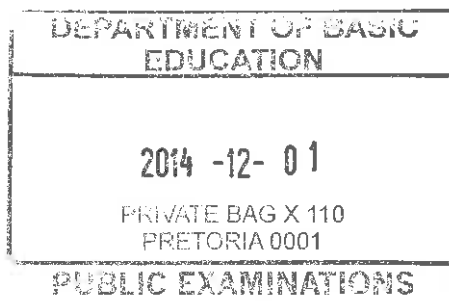 DEPARTMENT OF BASIC
EDUCATION
2014 -12- 01
PRIVATE BAG X 110
PRETORIA 0001
PUBLIC EXAMINATIONS